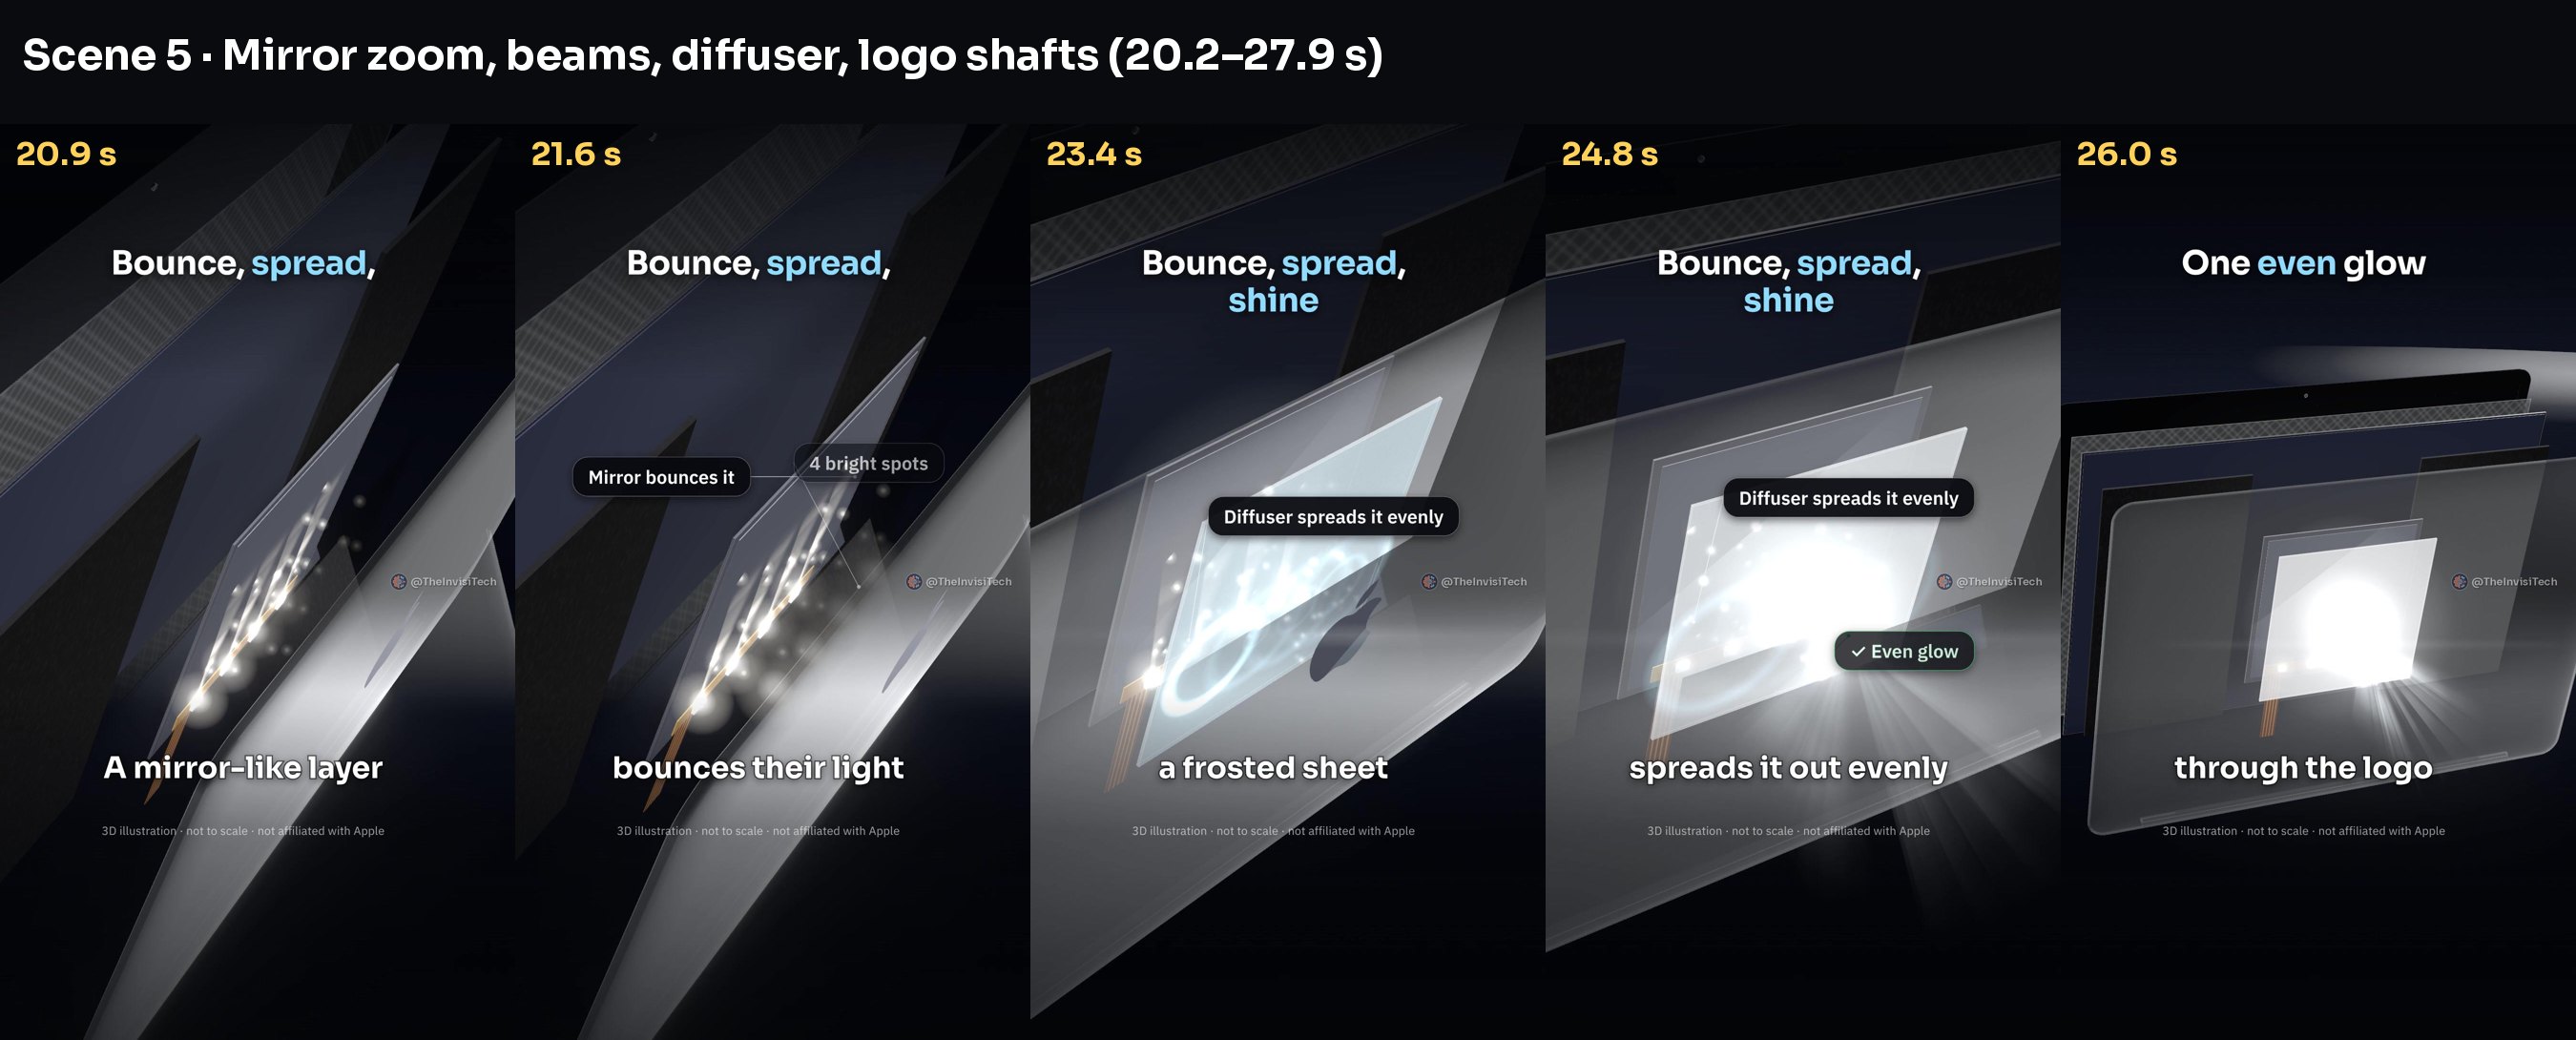 Scene 5 · Mirror zoom, beams, diffuser, logo shafts (20.2–27.9 s)
20.9 s
Bounce, spread,
@TheInvisiTech
A mirror-like layer
3D illustration · not to scale · not affiliated with Apple
21.6 s
Bounce, spread,
4 bright spots
Mirror bounces it
@TheInvisiTech
bounces their light
3D illustration · not to scale · not affiliated with Apple
23.4 s
Bounce, spread,
shine
Diffuser spreads it evenly
@TheInvisiTech
a frosted sheet
3D illustration · not to scale · not affiliated with Apple
24.8 s
Bounce, spread,
shine
Diffuser spreads it evenly
@TheInvisiTech
✓ Even glow
spreads it out evenly
3D illustration · not to scale · not affiliated with Apple
26.0 s
One even glow
@TheInvisiTech
through the logo
3D illustration · not to scale · not affiliated with Apple